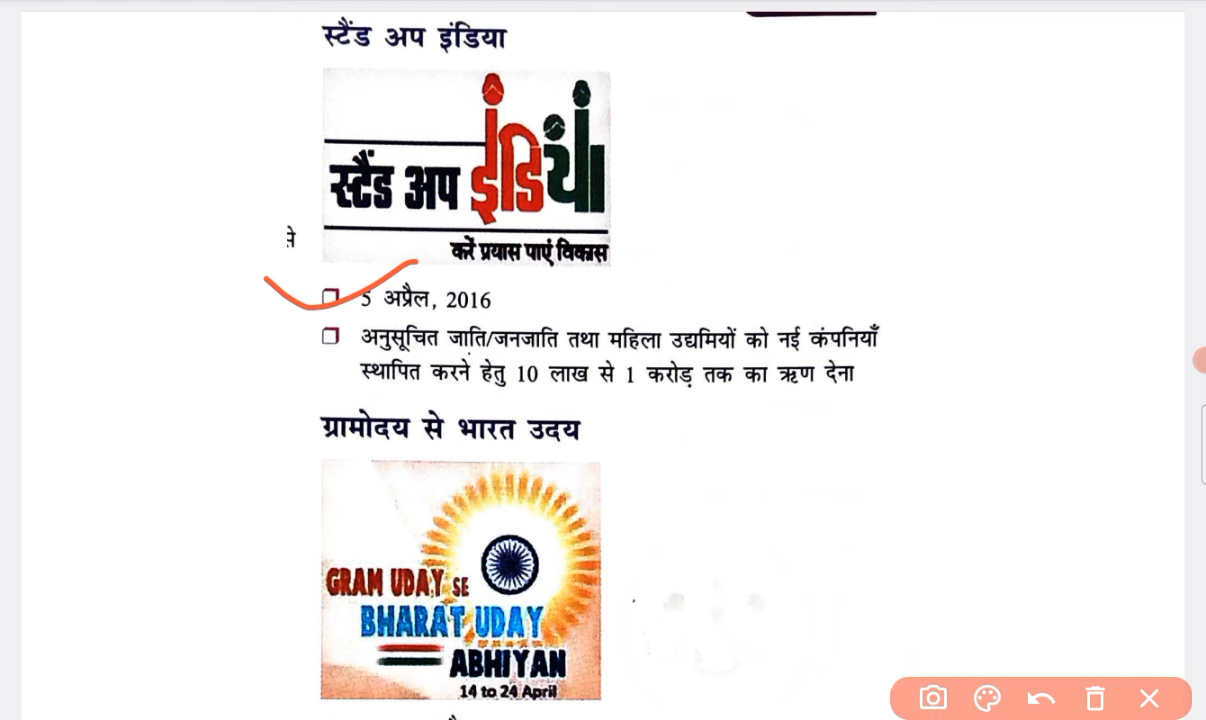 स्टैंड अप इंडिया
स्टैंड अप इंडिया
करें प्रयास पाएं विकास
से
5 अप्रैल, 2016
अनुसूचित जाति/जनजाति तथा महिला उद्यमियों को नई कंपनियाँ
स्थापित करने हेतु 10 लाख से 1 करोड़ तक का ऋण देना
ग्रामोदय से भारत उदय
GRAM UDAY SE
BHARAT UDAY
ABHIYAN
14 to 24 April